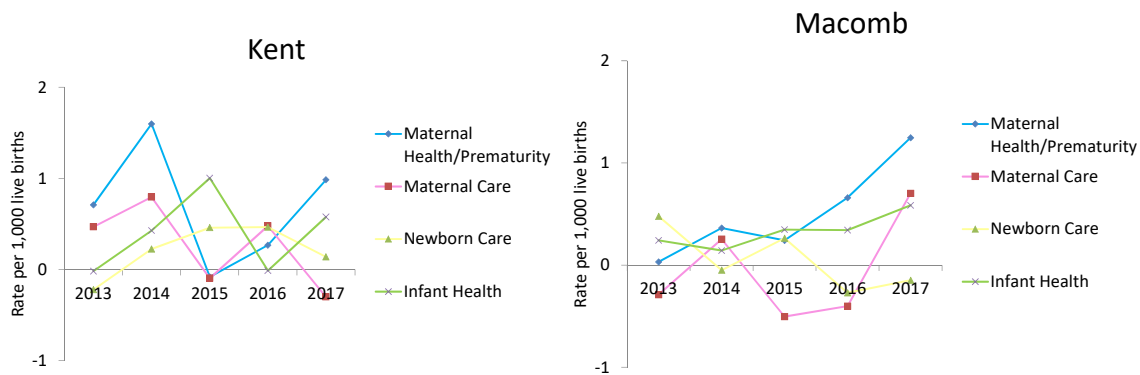 Kent
Rate per 1,000 live births
2
1
0
-1
2013 2014 2015 2016 2017
Maternal
Health/Prematurity
Maternal Care
Newborn Care
Infant Health
Macomb
Rate per 1,000 live births
2
1
0
-1
2013 2014 2015 2016 2017
Maternal
Health/Prematurity
Maternal Care
Newborn Care
Infant Health